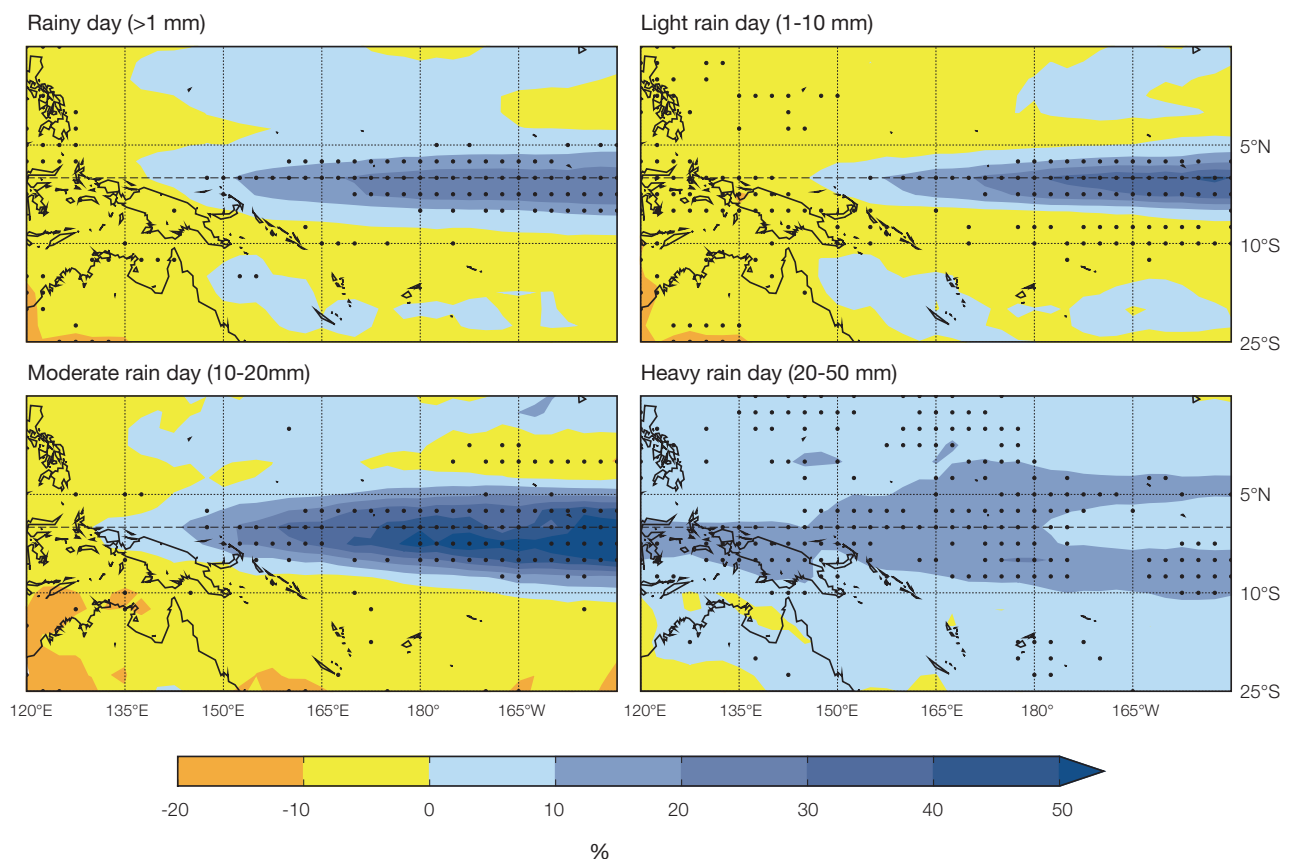 Rainy day (>1 mm)
Light rain day (1-10 mm)
5°N
10°S
25°S
Moderate rain day (10-20mm)
Heavy rain day (20-50 mm)
5°N
10°S
25°S
120°E 135°E 150°E 165°E 180° 165°W
120°E 135°E 150°E 165°E 180° 165°W
-20 -10 0 10 20 30 40 50
%